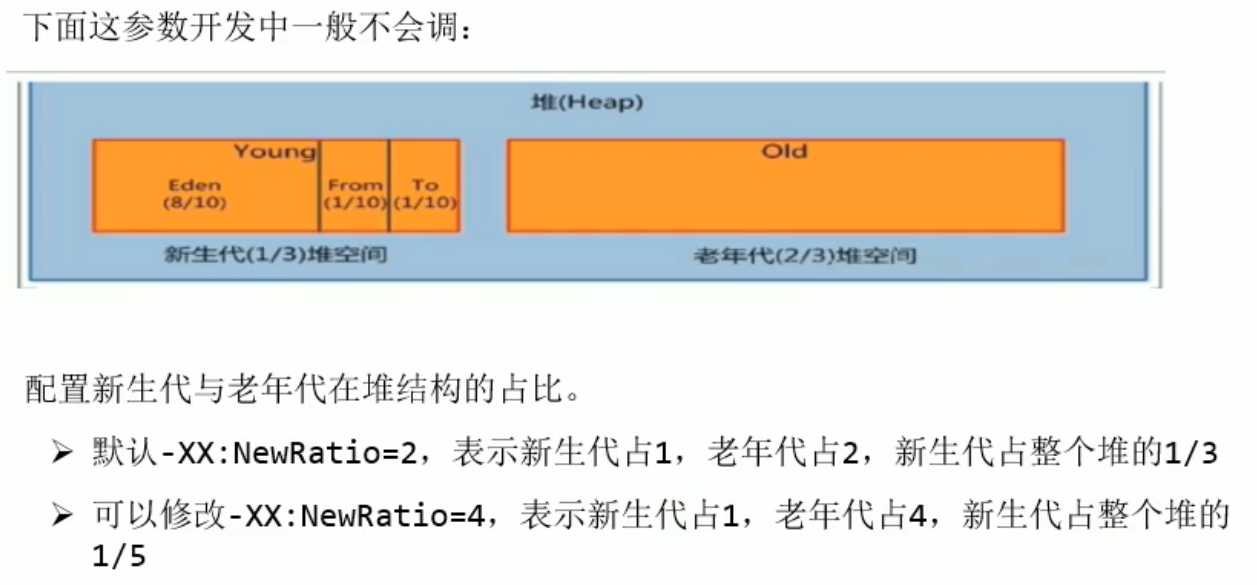 下面这参数开发中一般不会调：
堆(Heap)
Young
Eden
(8/10)
From
(1/10)
To
(1/10)
新生代(1/3)堆空间
Old
老年代(2/3)堆空间
配置新生代与老年代在堆结构的占比。
➢ 默认-XX:NewRatio=2，表示新生代占1，老年代占2，新生代占整个堆的1/3
➢ 可以修改-XX:NewRatio=4，表示新生代占1，老年代占4，新生代占整个堆的
1/5